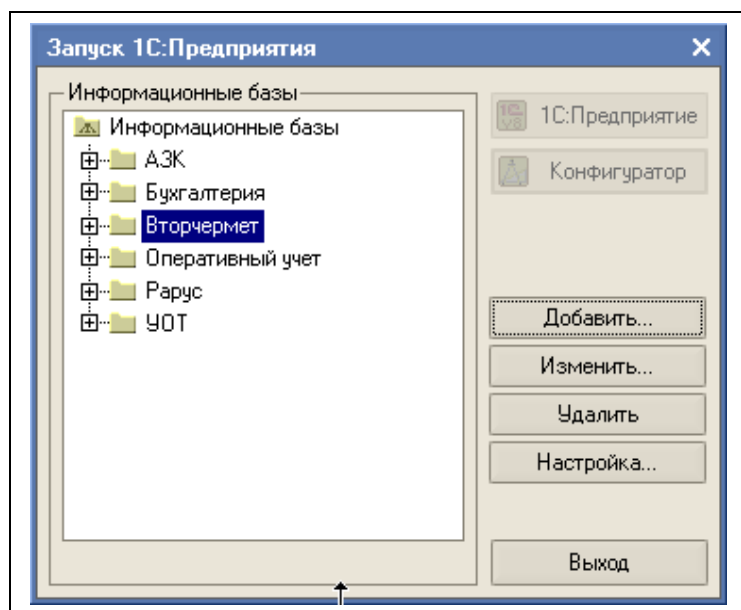 Запуск 1С:Предприятия
Информационные базы
Информационные базы
АЗК
Бухгалтерия
Вторчермет
Оперативный учет
Рарус
УОТ
1С:Предприятие
Конфигуратор
Добавить...
Изменить...
Удалить
Настройка...
Выход